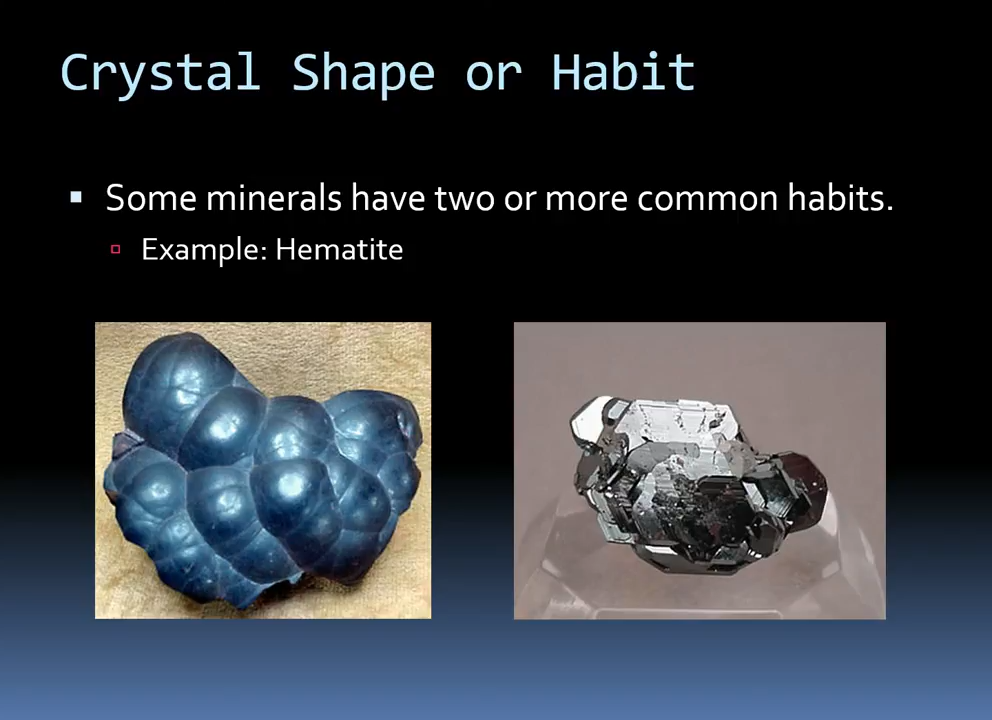 Crystal Shape or Habit
Some minerals have two or more common habits.
Example: Hematite